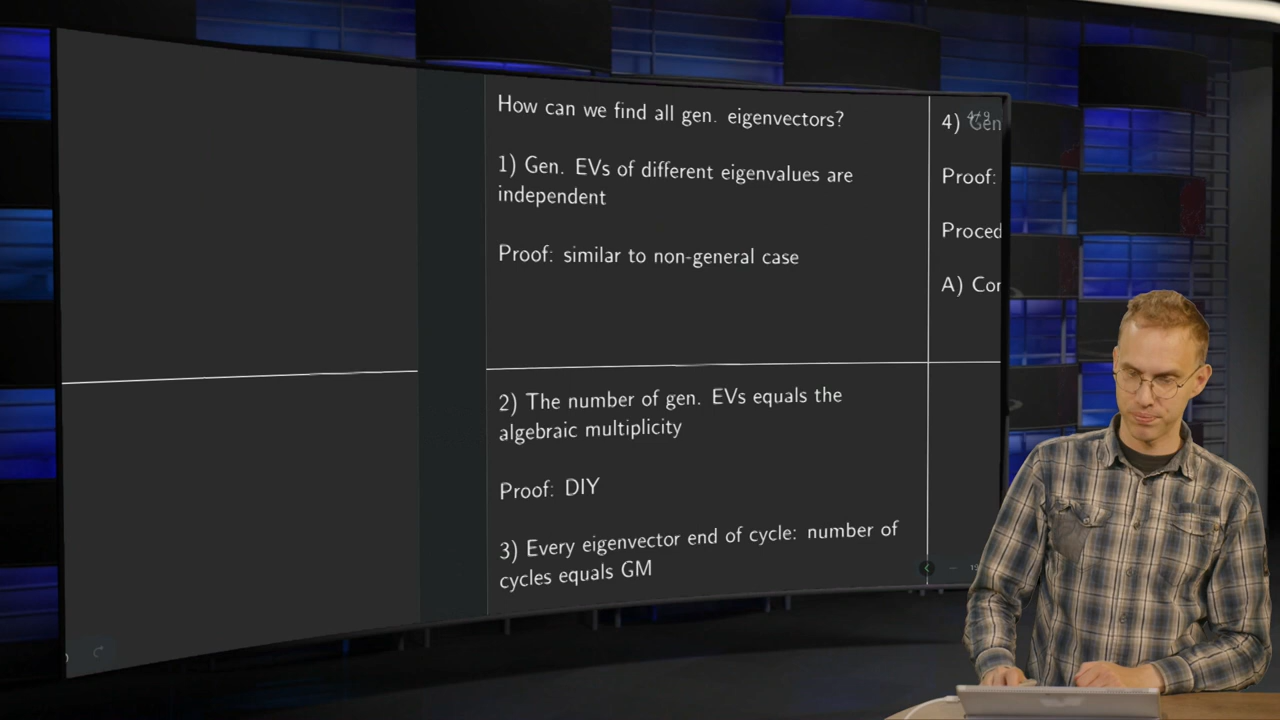 How can we find all gen. eigenvectors?
1) Gen. EVs of different eigenvalues are
independent
Proof: similar to non-general case
2) The number of gen. EVs equals the
algebraic multiplicity
Proof: DIY
3) Every eigenvector end of cycle: number of
cycles equals GM
4) Gen
Proof:
Proced
A) Cor